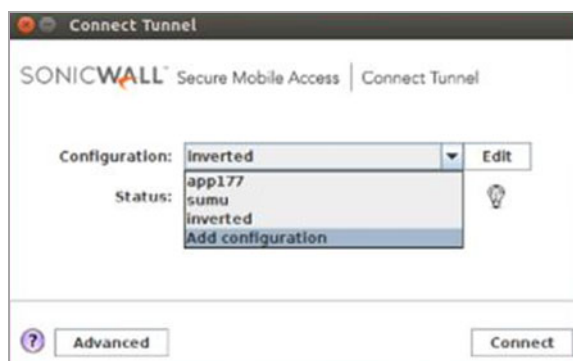 Connect Tunnel
SONICWALL Secure Mobile Access | Connect Tunnel
Configuration: inverted Edit
app177
Status: sumu
inverted
Add configuration
? Advanced Connect